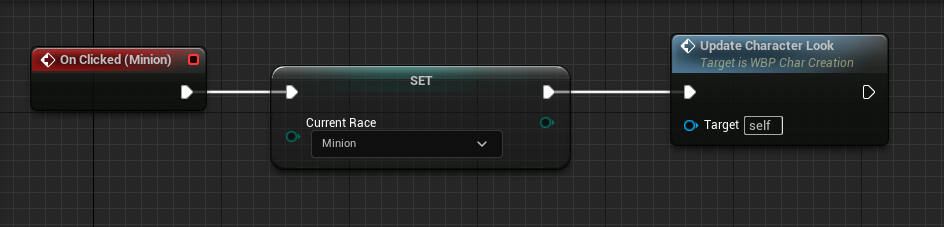 On Clicked (Minion)
SET
Current Race
Minion
Update Character Look
Target is WBP Char Creation
Target self